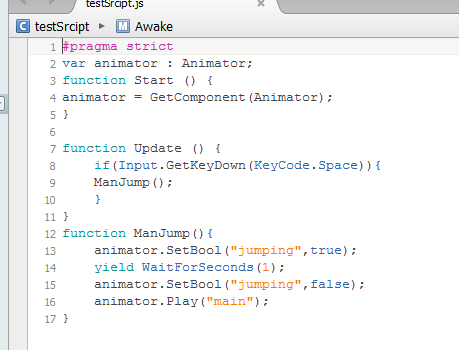 testSrcipt.js
testSrcipt Awake
1 #pragma strict
2 var animator : Animator;
3 function Start () {
4 animator = GetComponent(Animator);
5 }
6
7 function Update () {
8 if(Input.GetKeyDown(KeyCode.Space)){
9 ManJump();
10 }
11 }
12 function ManJump(){
13 animator.SetBool("jumping",true);
14 yield WaitForSeconds(1);
15 animator.SetBool("jumping",false);
16 animator.Play("main");
17 }